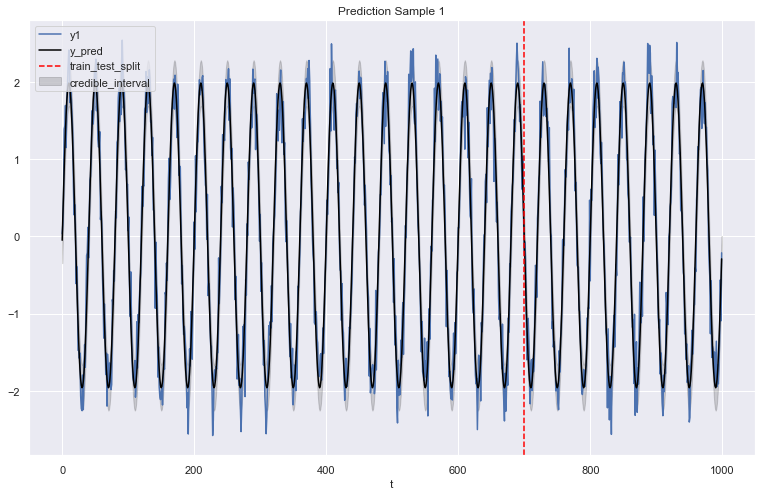 Prediction Sample 1
y1
y_pred
train_test_split
credible_interval
2
1
0
−1
−2
0
200
400
600
800
1000
t